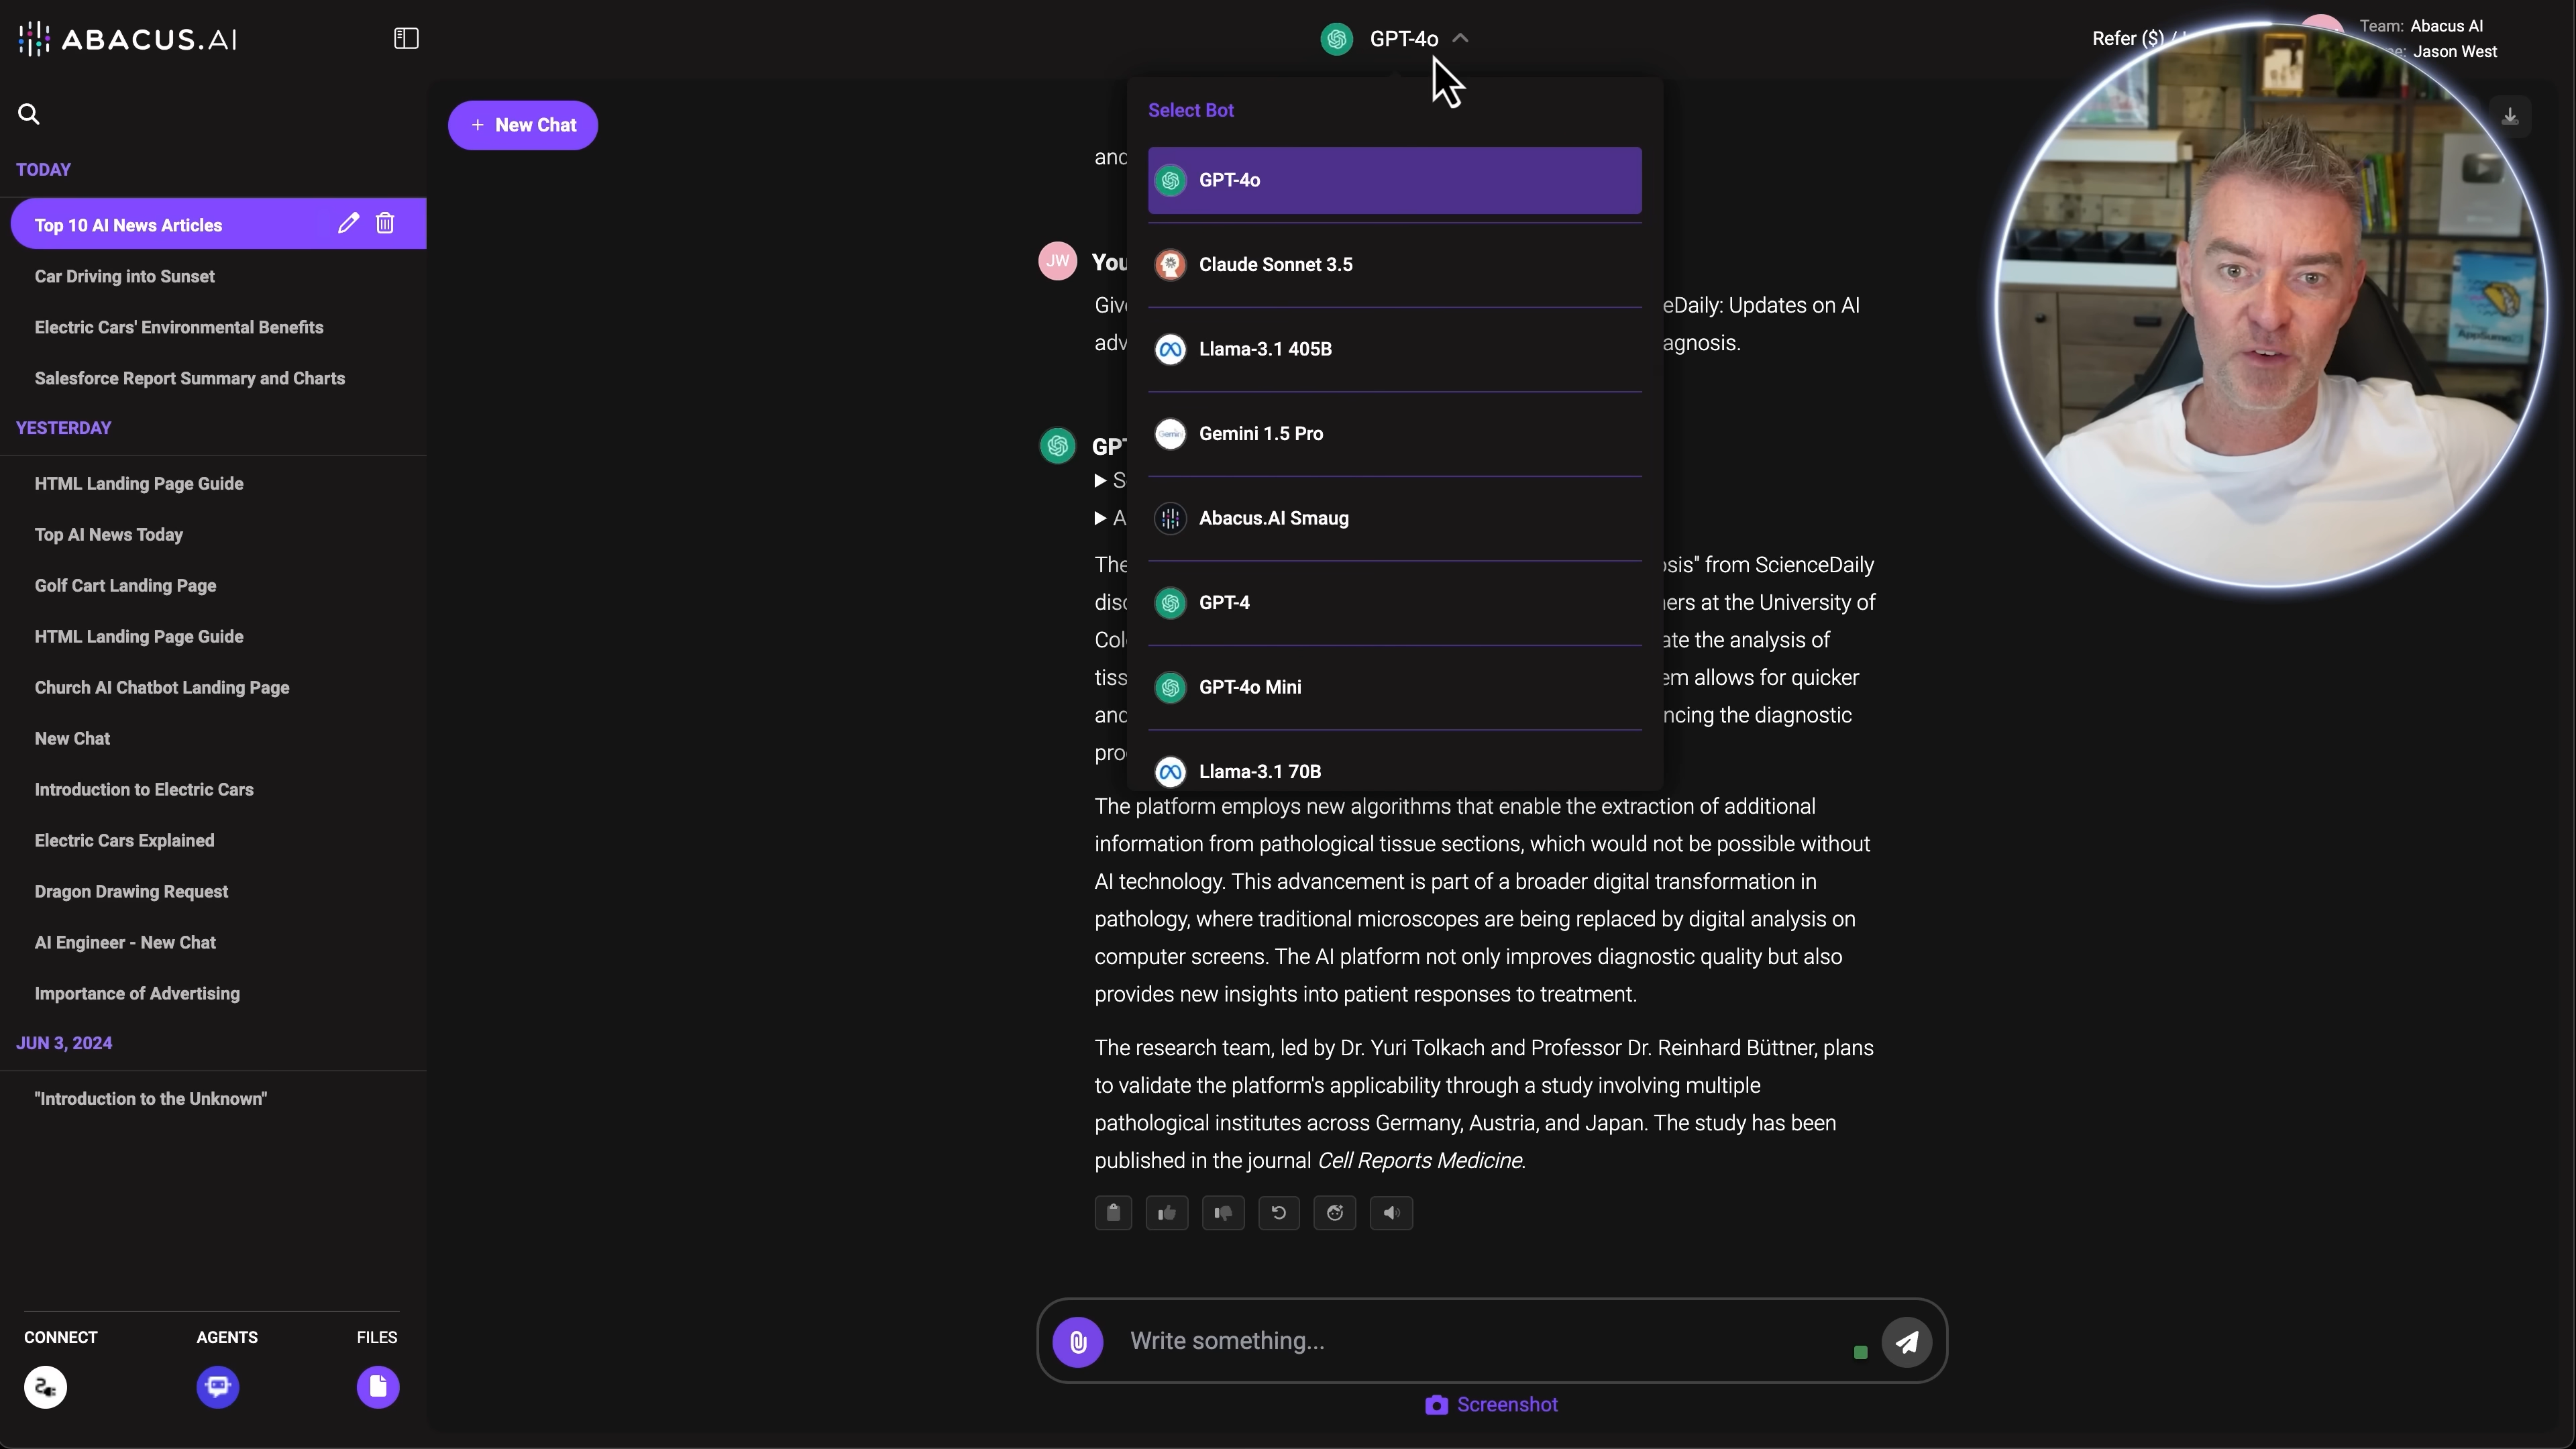 ABACUS.AI
TODAY
Top 10 AI News Articles
Car Driving into Sunset
Electric Cars' Environmental Benefits
Salesforce Report Summary and Charts
YESTERDAY
HTML Landing Page Guide
Top AI News Today
Golf Cart Landing Page
HTML Landing Page Guide
Church AI Chatbot Landing Page
New Chat
Introduction to Electric Cars
Electric Cars Explained
Dragon Drawing Request
AI Engineer - New Chat
Importance of Advertising
JUN 3, 2024
"Introduction to the Unknown"
CONNECT
AGENTS
FILES
+ New Chat
GPT-4o
Refer ($) /
Team: Abacus AI
Jason West
Select Bot
GPT-4o
Claude Sonnet 3.5
Llama-3.1 405B
Gemini 1.5 Pro
Abacus.AI Smaug
GPT-4
GPT-4o Mini
Llama-3.1 70B
and
JW You
eDaily: Updates on AI
agnosis.
The osis" from ScienceDaily
ers at the University of
ate the analysis of
em allows for quicker
and ncing the diagnostic
The platform employs new algorithms that enable the extraction of additional
information from pathological tissue sections, which would not be possible without
AI technology. This advancement is part of a broader digital transformation in
pathology, where traditional microscopes are being replaced by digital analysis on
computer screens. The AI platform not only improves diagnostic quality but also
provides new insights into patient responses to treatment.
The research team, led by Dr. Yuri Tolkach and Professor Dr. Reinhard Büttner, plans
to validate the platform's applicability through a study involving multiple
pathological institutes across Germany, Austria, and Japan. The study has been
published in the journal Cell Reports Medicine.
Write something...
Screenshot